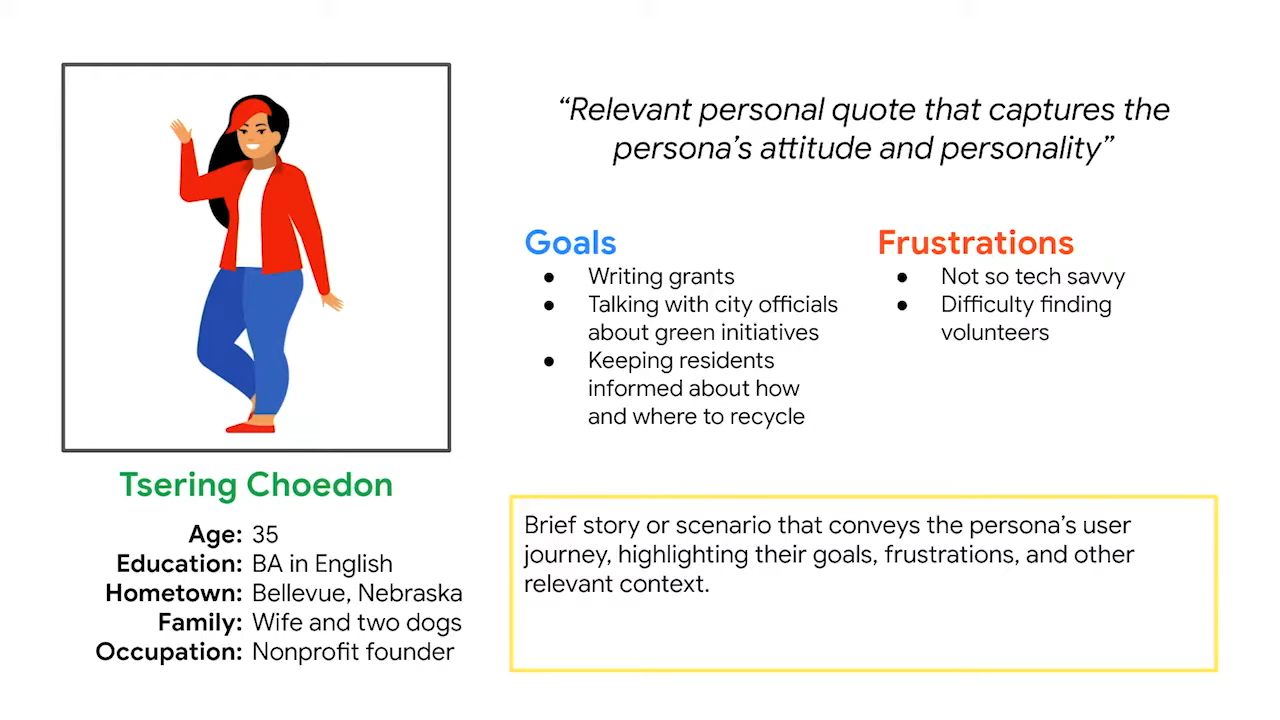 “Relevant personal quote that captures the
persona’s attitude and personality”
Goals
● Writing grants
● Talking with city officials
about green initiatives
● Keeping residents
informed about how
and where to recycle
Frustrations
● Not so tech savvy
● Difficulty finding
volunteers
Tsering Choedon
Age: 35
Education: BA in English
Hometown: Bellevue, Nebraska
Family: Wife and two dogs
Occupation: Nonprofit founder
Brief story or scenario that conveys the persona’s user
journey, highlighting their goals, frustrations, and other
relevant context.